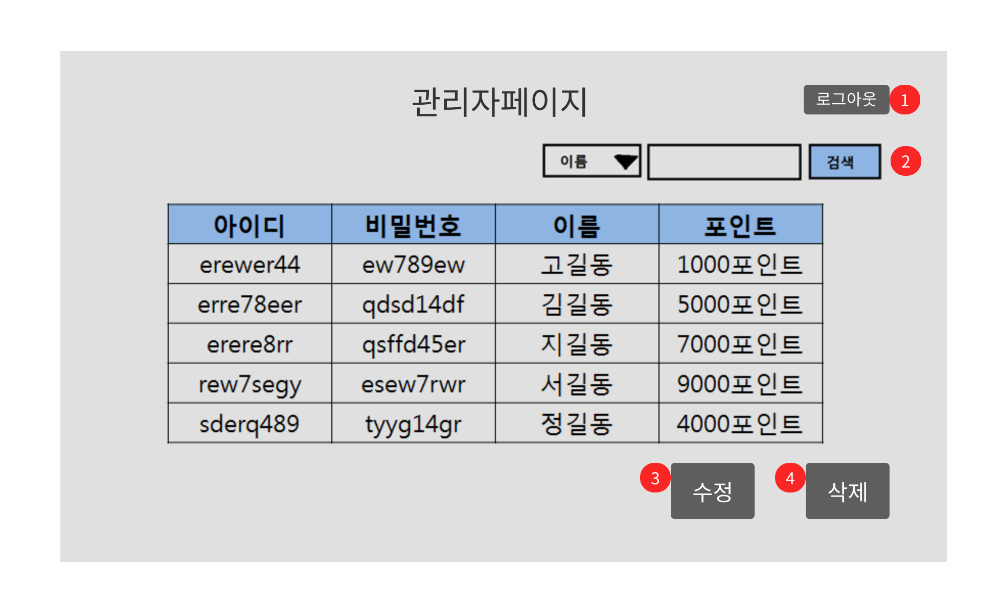 관리자페이지
로그아웃 1
이름 검색 2
아이디 비밀번호 이름 포인트
erewer44 ew789ew 고길동 1000포인트
erre78eer qdsd14df 김길동 5000포인트
erere8rr qsffd45er 지길동 7000포인트
rew7segy esew7rwr 서길동 9000포인트
sderq489 tyyg14gr 정길동 4000포인트
3 수정 4 삭제